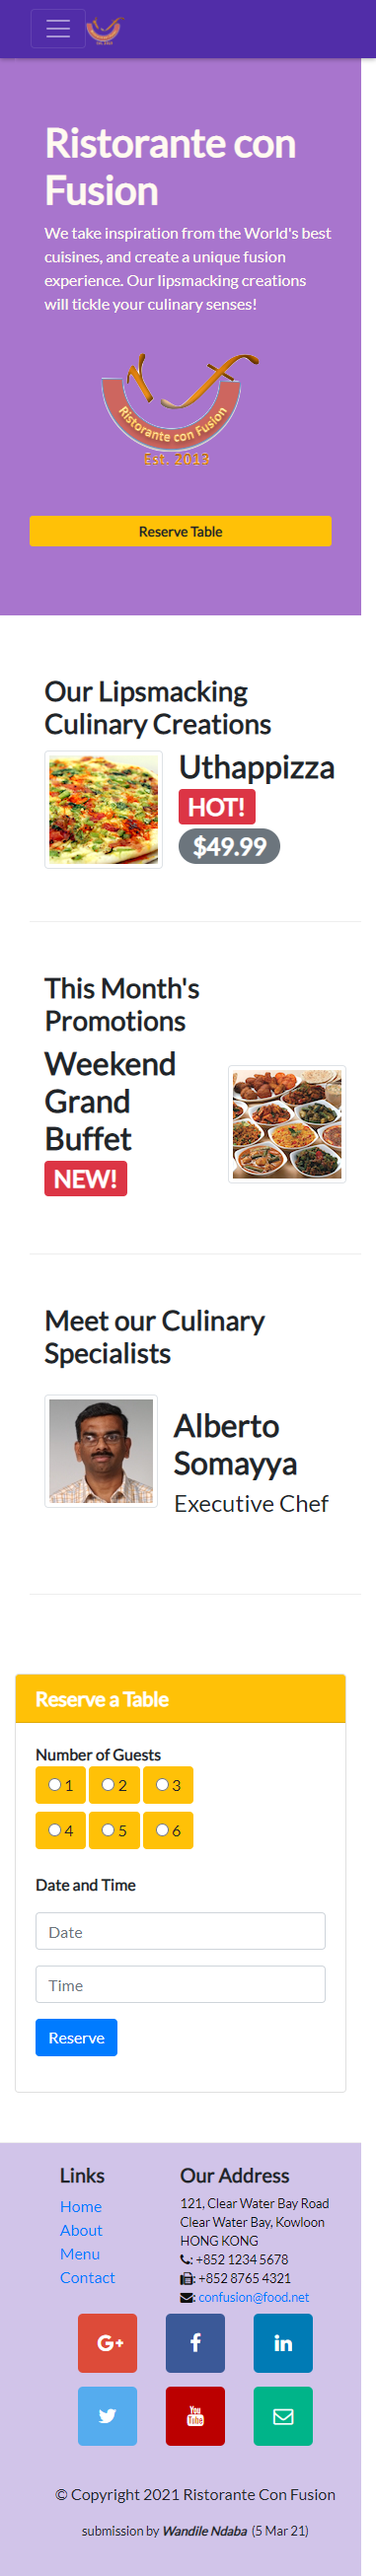 Ristorante con
Fusion
We take inspiration from the World's best
cuisines, and create a unique fusion
experience. Our lipsmacking creations
will tickle your culinary senses!
Ristorante con Fusion
Est. 2019
Reserve Table
Our Lipsmacking
Culinary Creations
Uthappizza
HOT!
$49.99
This Month's
Promotions
Weekend
Grand
Buffet
NEW!
Meet our Culinary
Specialists
Alberto
Somayya
Executive Chef
Reserve a Table
Number of Guests
1 2 3
4 5 6
Date and Time
Date
Time
Reserve
Links
Home
About
Menu
Contact
Our Address
121, Clear Water Bay Road
Clear Water Bay, Kowloon
HONG KONG
: +852 1234 5678
: +852 8765 4321
: confusion@food.net
G+ f in
You Tube
© Copyright 2021 Ristorante Con Fusion
submission by Wandile Ndaba (5 Mar 21)